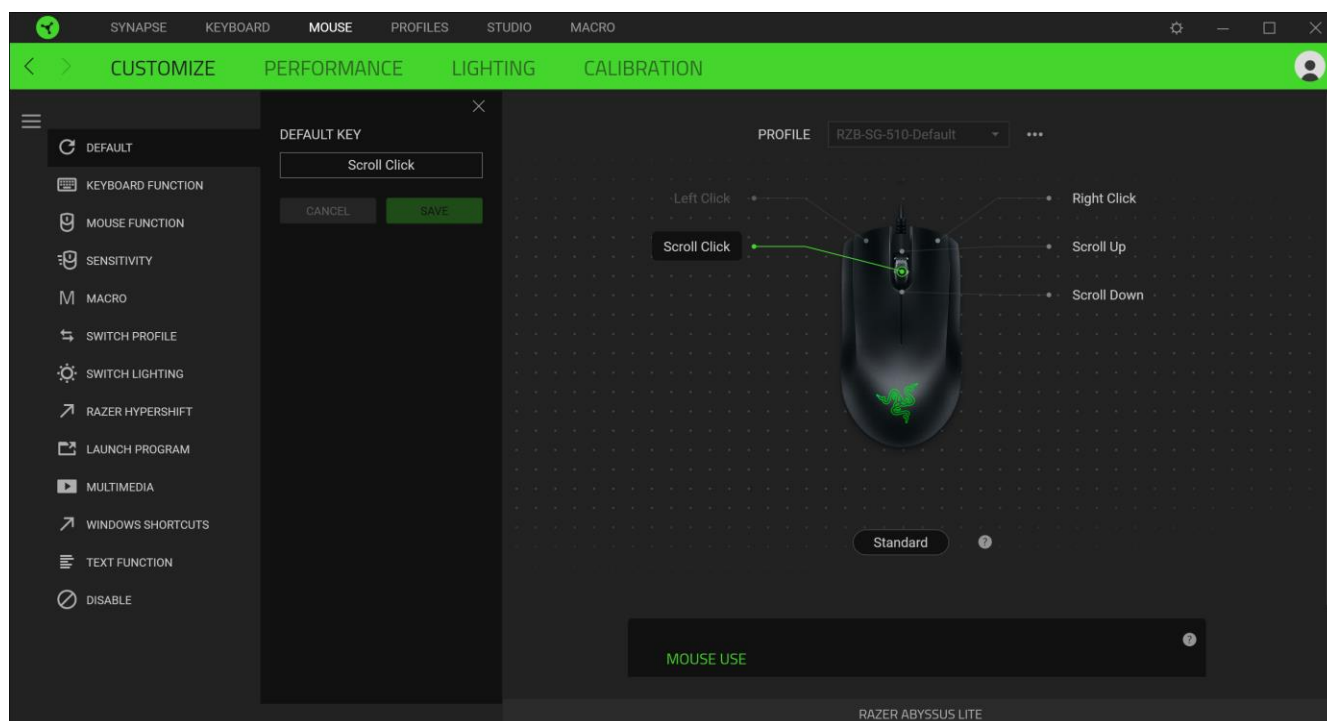 SYNAPSE KEYBOARD MOUSE PROFILES STUDIO MACRO
CUSTOMIZE PERFORMANCE LIGHTING CALIBRATION
DEFAULT
KEYBOARD FUNCTION
MOUSE FUNCTION
SENSITIVITY
MACRO
SWITCH PROFILE
SWITCH LIGHTING
RAZER HYPERSHIFT
LAUNCH PROGRAM
MULTIMEDIA
WINDOWS SHORTCUTS
TEXT FUNCTION
DISABLE
DEFAULT KEY
Scroll Click
CANCEL SAVE
PROFILE RZB-SG-510-Default
Left Click Right Click
Scroll Click Scroll Up
Scroll Down
Standard ?
?
MOUSE USE
RAZER ABYSSUS LITE